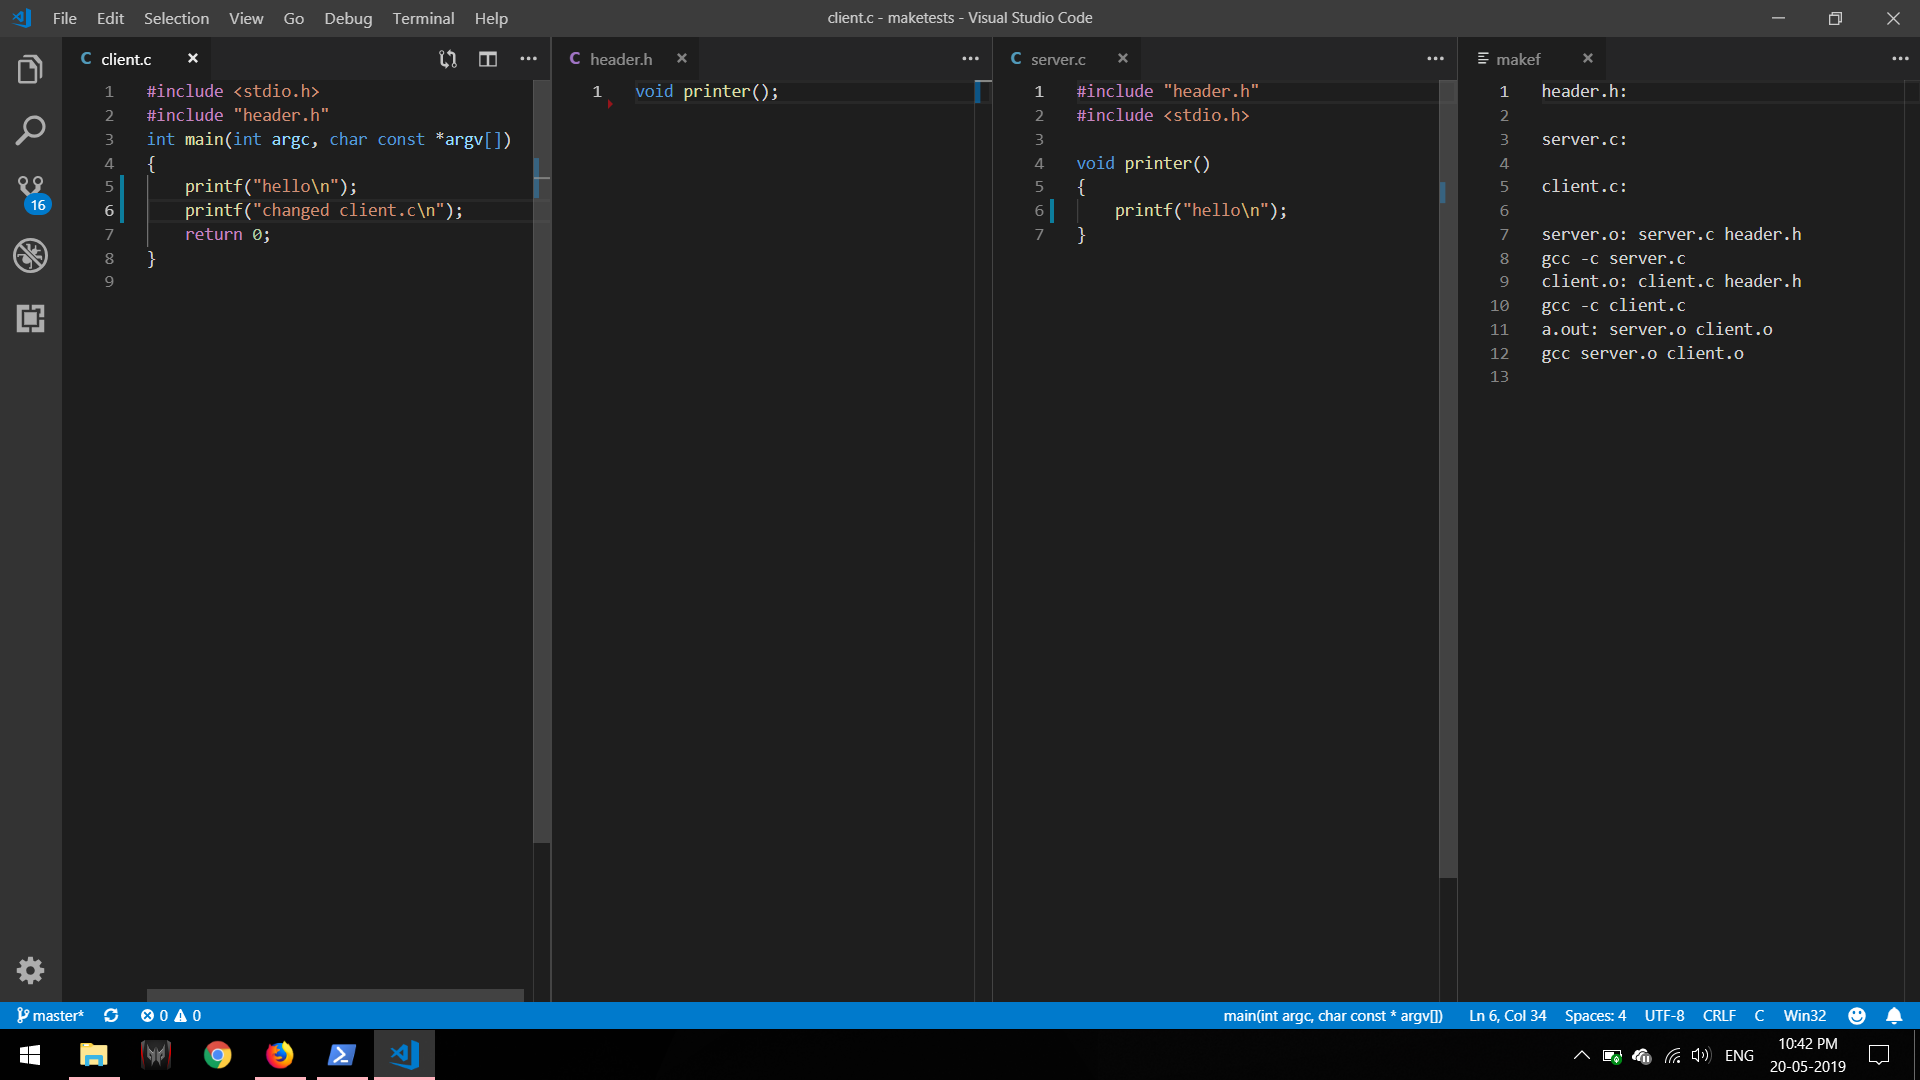 File Edit Selection View Go Debug Terminal Help
client.c - maketests - Visual Studio Code
16
C client.c
1 #include <stdio.h>
2 #include "header.h"
3 int main(int argc, char const *argv[])
4 {
5 printf("hello\n");
6 printf("changed client.c\n");
7 return 0;
8 }
9
C header.h
1 void printer();
C server.c
1 #include "header.h"
2 #include <stdio.h>
3
4 void printer()
5 {
6 printf("hello\n");
7 }
makef
1 header.h:
2
3 server.c:
4
5 client.c:
6
7 server.o: server.c header.h
8 gcc -c server.c
9 client.o: client.c header.h
10 gcc -c client.c
11 a.out: server.o client.o
12 gcc server.o client.o
13
master* 0 0 main(int argc, char const * argv[]) Ln 6, Col 34 Spaces: 4 UTF-8 CRLF C Win32
ENG
10:42 PM
20-05-2019